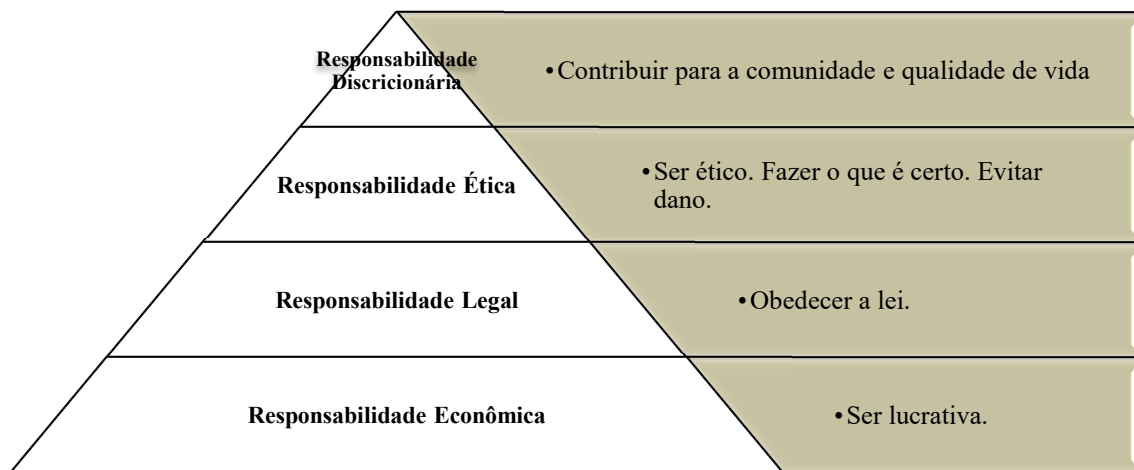 Responsabilidade
Discricionária
•Contribuir para a comunidade e qualidade de vida
Responsabilidade Ética
•Ser ético. Fazer o que é certo. Evitar
dano.
Responsabilidade Legal
•Obedecer a lei.
Responsabilidade Econômica
•Ser lucrativa.